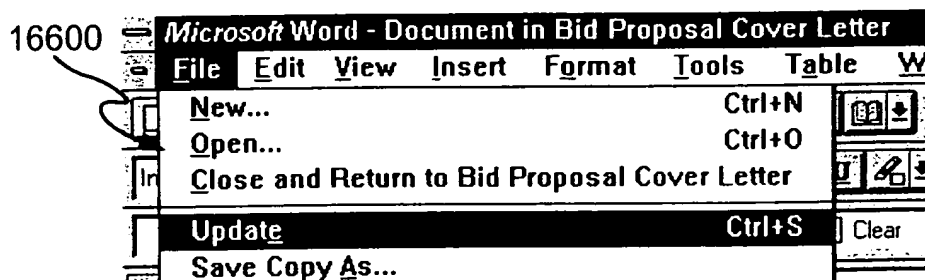 16600
Microsoft Word - Document in Bid Proposal Cover Letter
File Edit View Insert Format Tools Table W
New... Ctrl+N
Open... Ctrl+O
Close and Return to Bid Proposal Cover Letter
In
Update Ctrl+S
Clear
Save Copy As...